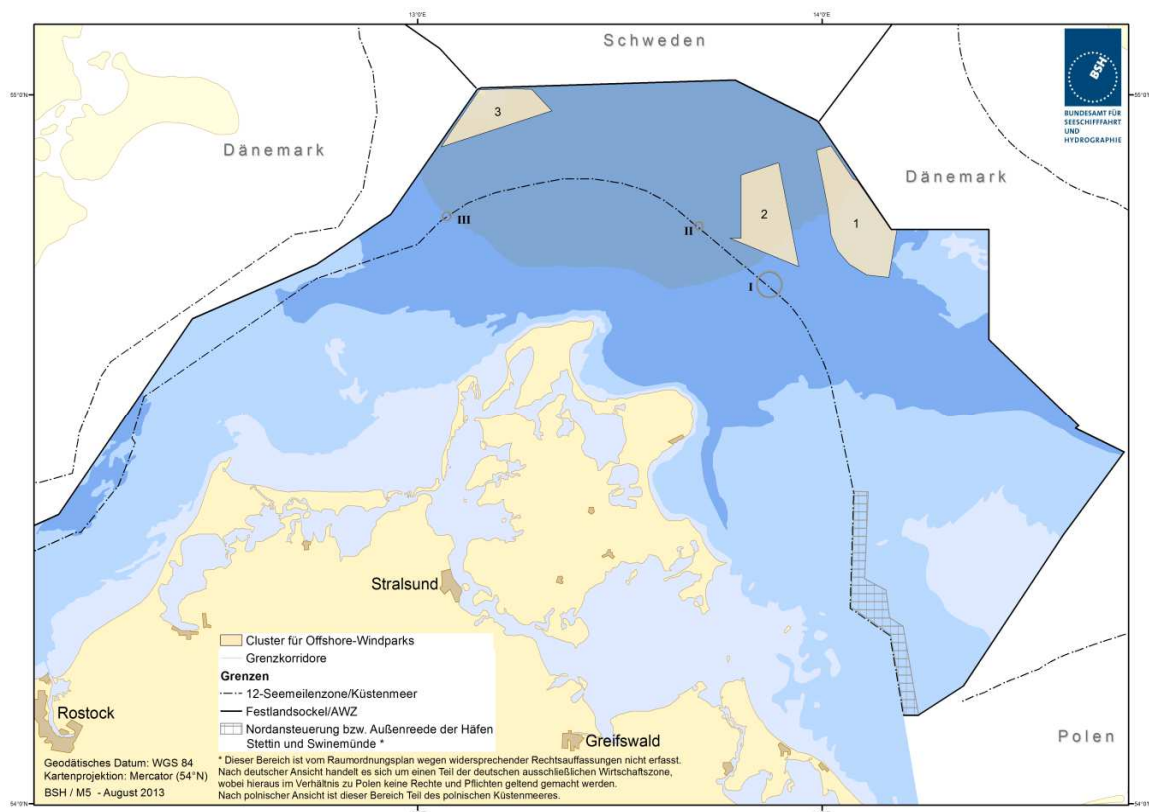 13°0'E
14°0'E
Schweden
BSH
BUNDESAMT FÜR
SEESCHIFFFAHRT
UND
HYDROGRAPHIE
55°0'N
55°0'N
3
Dänemark
Dänemark
2
1
III
II
I
Stralsund
Cluster für Offshore-Windparks
Grenzkorridore
Grenzen
12-Seemeilenzone/Küstenmeer
Festlandsockel/AWZ
Nordansteuerung bzw. Außenreede der Häfen
Stettin und Swinemünde *
Rostock
Greifswald
Polen
Geodätisches Datum: WGS 84
Kartenprojektion: Mercator (54°N)
BSH / M5 - August 2013
* Dieser Bereich ist vom Raumordnungsplan wegen widersprechender Rechtsauffassungen nicht erfasst.
Nach deutscher Ansicht handelt es sich um einen Teil der deutschen ausschließlichen Wirtschaftszone,
wobei hieraus im Verhältnis zu Polen keine Rechte und Pflichten geltend gemacht werden.
Nach polnischer Ansicht ist dieser Bereich Teil des polnischen Küstenmeeres.
54°0'N
54°0'N